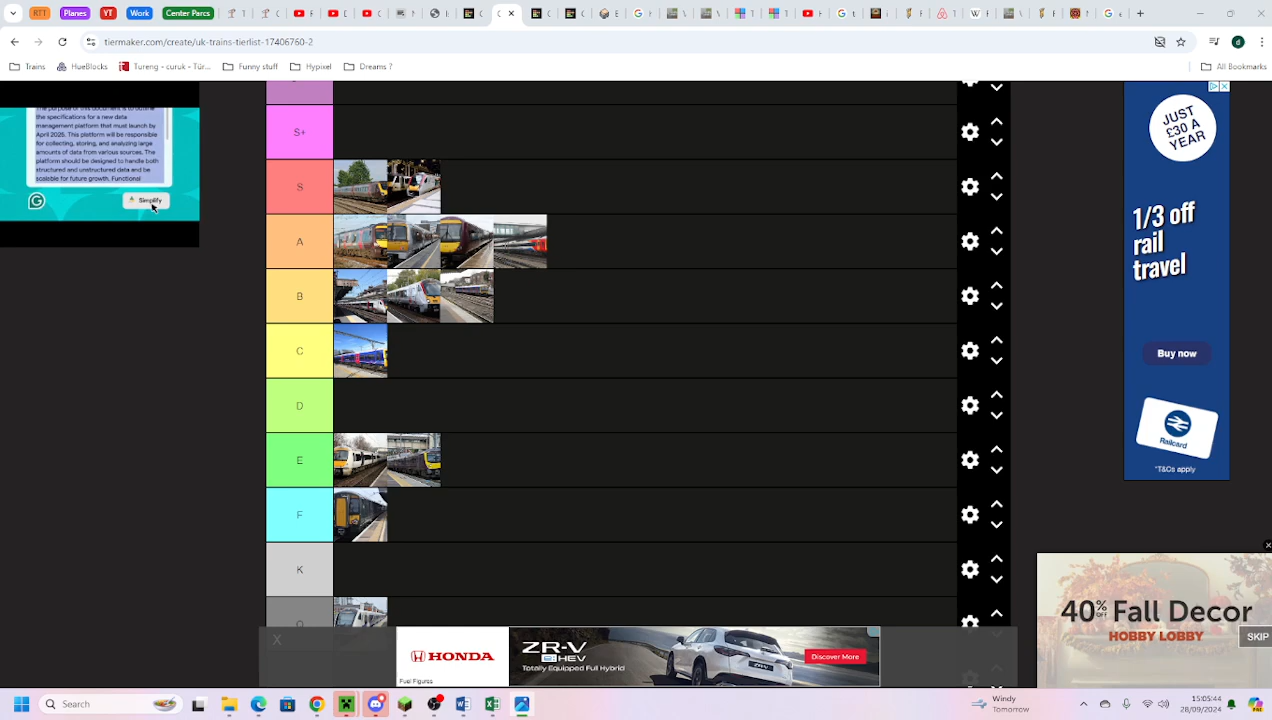 RTT
Planes
W
Work
Center Parcs
tiermaker.com/create/uk-trains-tierlist-17406760-2
d
Trains
HueBlocks
Tureng - curuk - Tür...
Funny stuff
Hypixel
Dreams ?
All Bookmarks
The purpose of this document is to outline
the specifications for a new data
management platform that must launch by
April 2025. This platform will be responsible
for collecting, storing, and analyzing large
amounts of data from various sources. The
platform should be designed to handle both
structured and unstructured data and be
scalable for future growth. Functional
Simplify
S+
S
A
B
C
D
E
F
K
JUST
£30 A
YEAR
1/3 off
rail
travel
Buy now
Railcard
*T&Cs apply
40% OFF Fall Decor
HOBBY LOBBY
SKIP
X
HONDA
Fuel Figures
ZR-V
e:HEV
Totally Equipped Full Hybrid
Discover More
Search
Windy
Tomorrow
15:05:44
28/09/2024